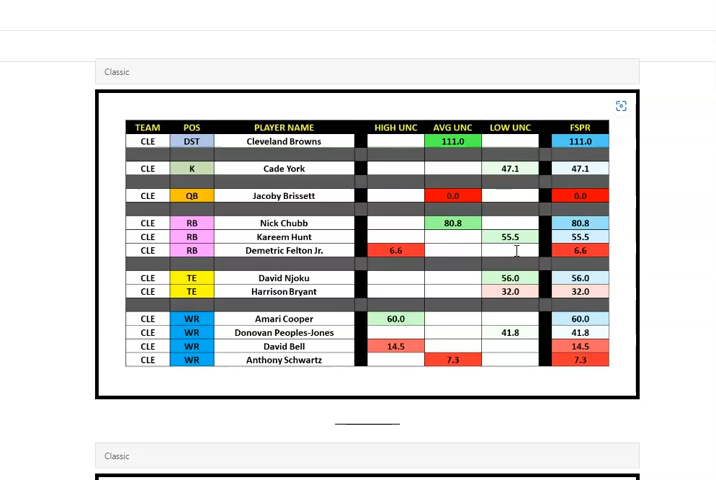 Classic
TEAM POS PLAYER NAME HIGH UNC AVG UNC LOW UNC FSPR
CLE DST Cleveland Browns 111.0 111.0
CLE K Cade York 47.1 47.1
CLE QB Jacoby Brissett 0.0 0.0
CLE RB Nick Chubb 80.8 80.8
CLE RB Kareem Hunt 55.5 55.5
CLE RB Demetric Felton Jr. 6.6 6.6
CLE TE David Njoku 56.0 56.0
CLE TE Harrison Bryant 32.0 32.0
CLE WR Amari Cooper 60.0 60.0
CLE WR Donovan Peoples-Jones 41.8 41.8
CLE WR David Bell 14.5 14.5
CLE WR Anthony Schwartz 7.3 7.3
Classic